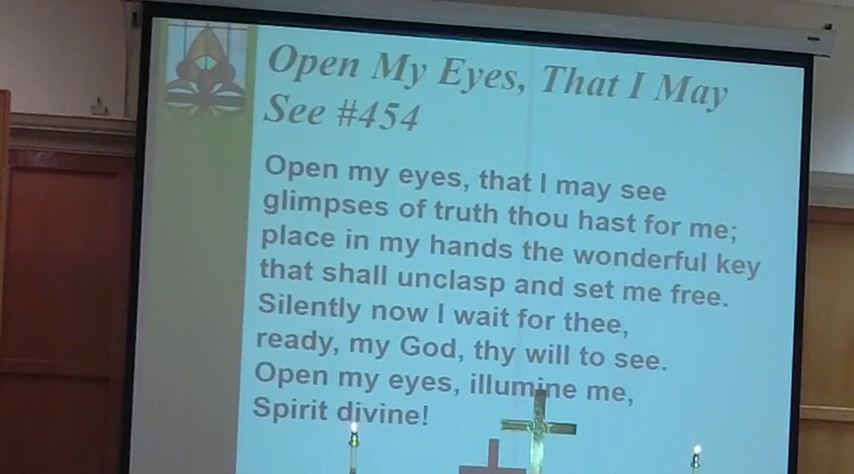 Open My Eyes, That I May
See #454
Open my eyes, that I may see
glimpses of truth thou hast for me;
place in my hands the wonderful key
that shall unclasp and set me free.
Silently now I wait for thee,
ready, my God, thy will to see.
Open my eyes, illumine me,
Spirit divine!